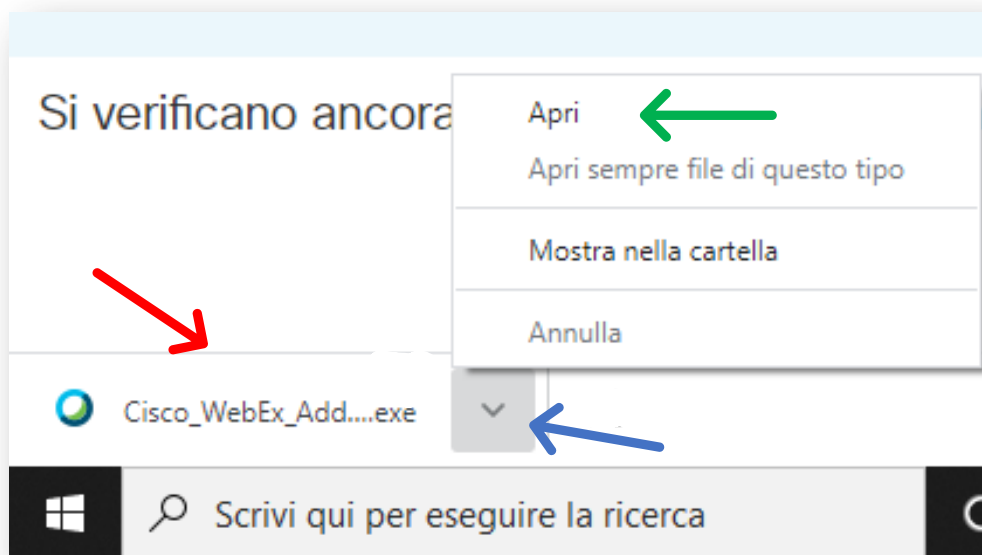 Si verificano ancora
Apri
Apri sempre file di questo tipo
Mostra nella cartella
Annulla
Cisco_WebEx_Add....exe
Scrivi qui per eseguire la ricerca